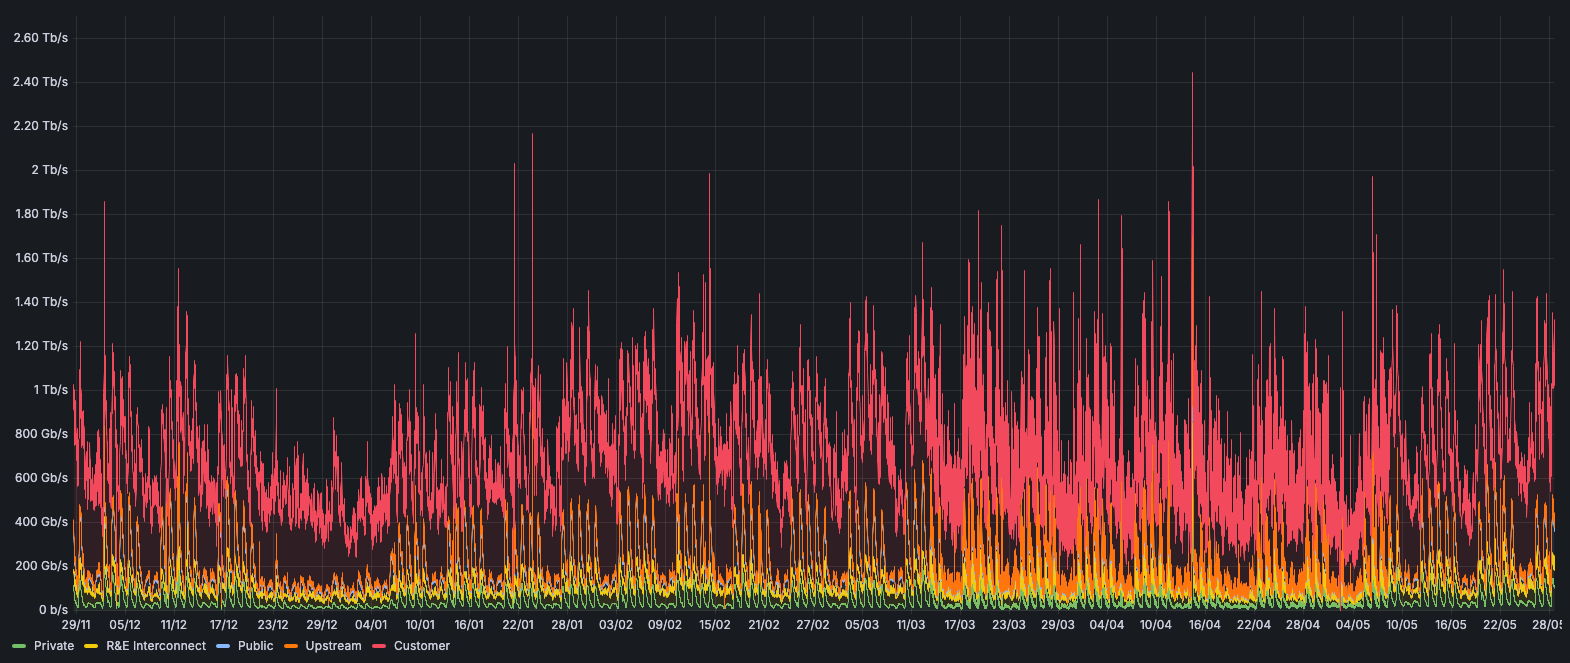 2.60 Tb/s
2.40 Tb/s
2.20 Tb/s
2 Tb/s
1.80 Tb/s
1.60 Tb/s
1.40 Tb/s
1.20 Tb/s
1 Tb/s
800 Gb/s
600 Gb/s
400 Gb/s
200 Gb/s
0 b/s
29/11 05/12 11/12 17/12 23/12 29/12 04/01 10/01 16/01 22/01 28/01 03/02 09/02 15/02 21/02 27/02 05/03 11/03 17/03 23/03 29/03 04/04 10/04 16/04 22/04 28/04 04/05 10/05 16/05 22/05 28/05
Private R&E Interconnect Public Upstream Customer